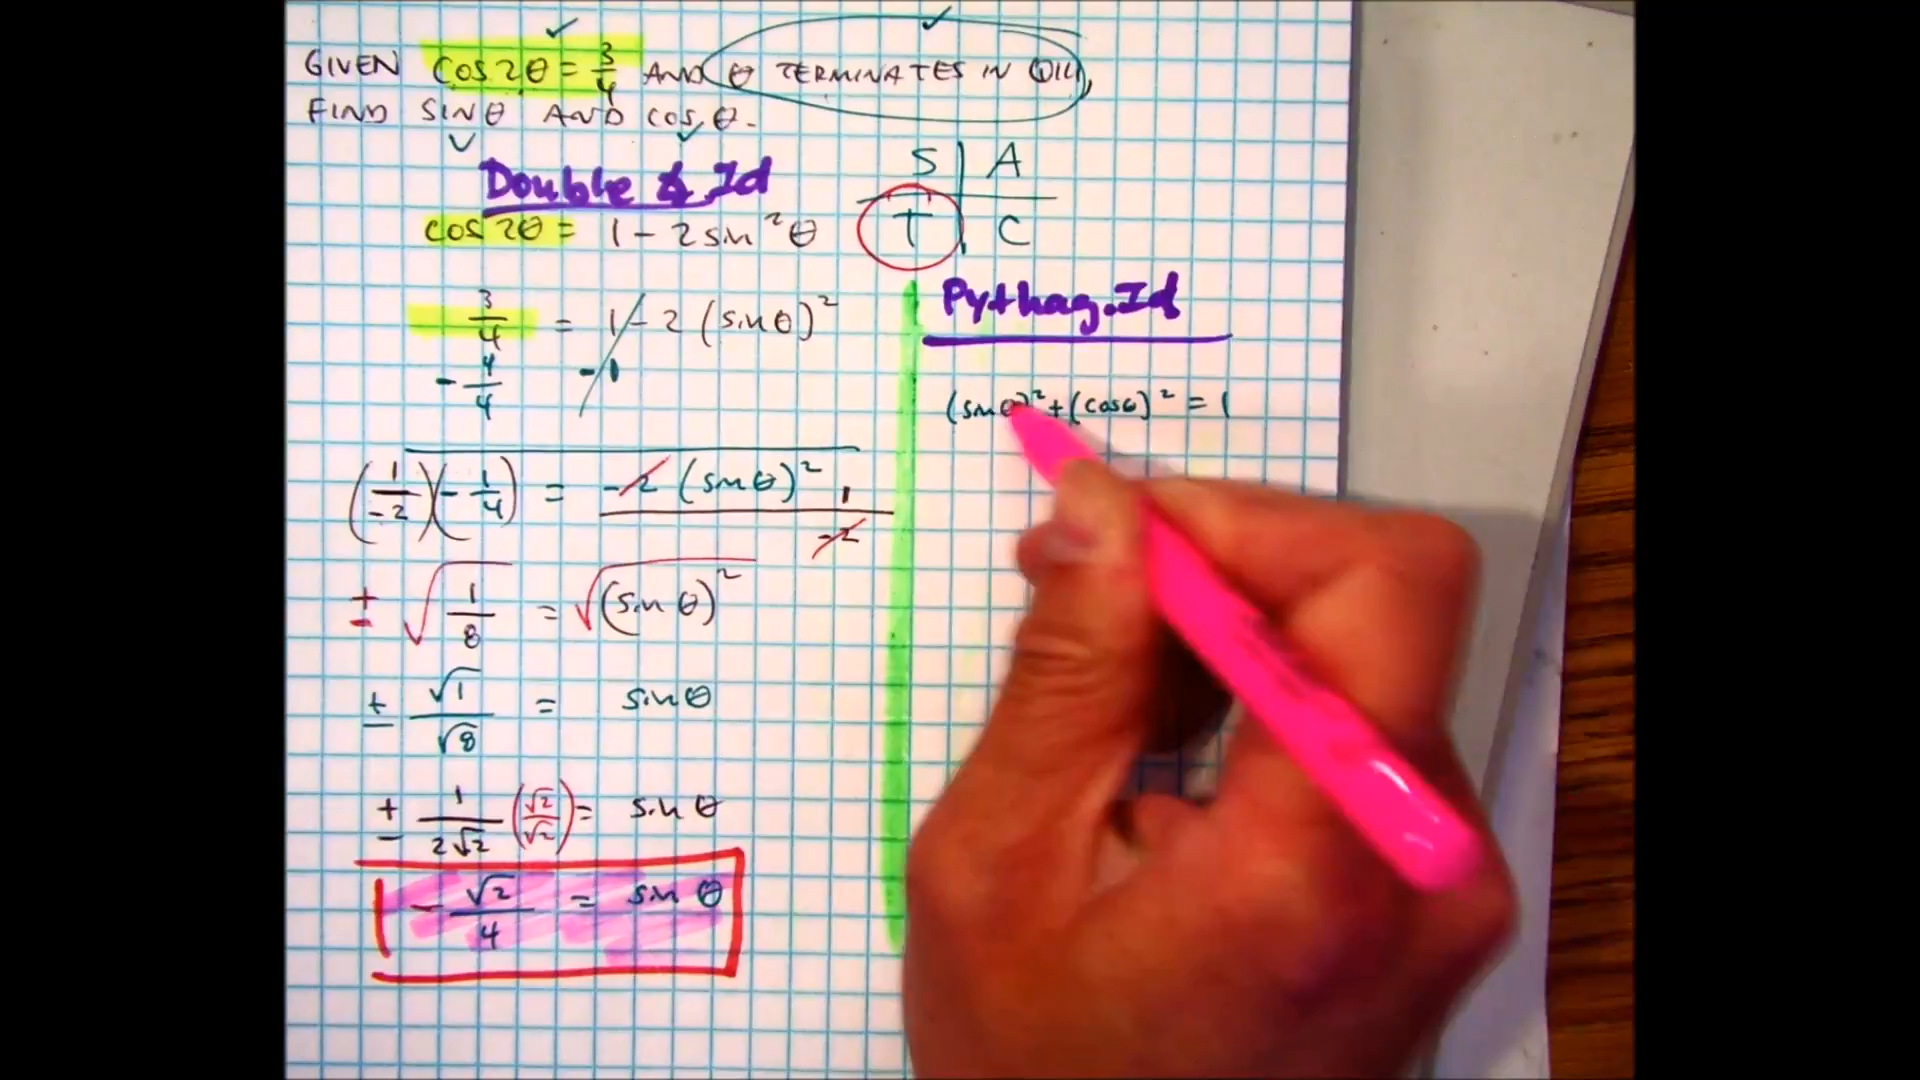 GIVEN COS 2θ = 3/4 AND θ TERMINATES IN QIII,
FIND SINθ AND COSθ.
Double ∡ Id
cos 2θ = 1 - 2 sin²θ
S | A
T | C
3/4 = 1 - 2 (sin θ)²
- 4/4 -1
(1/-2)(-1/4) = -2 (sin θ)² 1 / -2
± √(1/8) = √(sin θ)²
± √1/√8 = sin θ
± 1/2√2 (√2/√2) = sin θ
- √2/4 = sin θ
Pythag. Id
(sin θ)² + (cos θ)² = 1